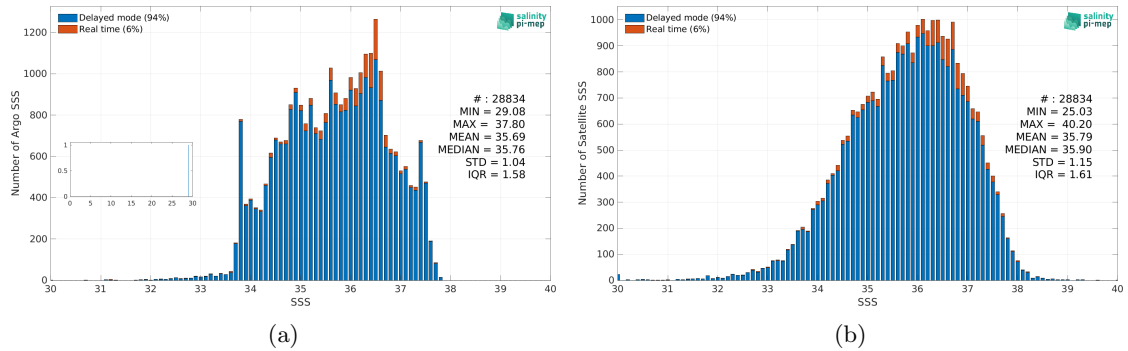 Delayed mode (94%)
Real time (6%)
salinity
pi-mep
1200
1000
800
600
400
200
0
Number of Argo SSS
# : 28834
MIN = 29.08
MAX = 37.80
MEAN = 35.69
MEDIAN = 35.76
STD = 1.04
IQR = 1.58
1
0.5
0
0 5 10 15 20 25 30
30 31 32 33 34 35 36 37 38 39 40
SSS
(a)
Delayed mode (94%)
Real time (6%)
salinity
pi-mep
1000
900
800
700
600
500
400
300
200
100
0
Number of Satellite SSS
# : 28834
MIN = 25.03
MAX = 40.20
MEAN = 35.79
MEDIAN = 35.90
STD = 1.15
IQR = 1.61
30 31 32 33 34 35 36 37 38 39 40
SSS
(b)